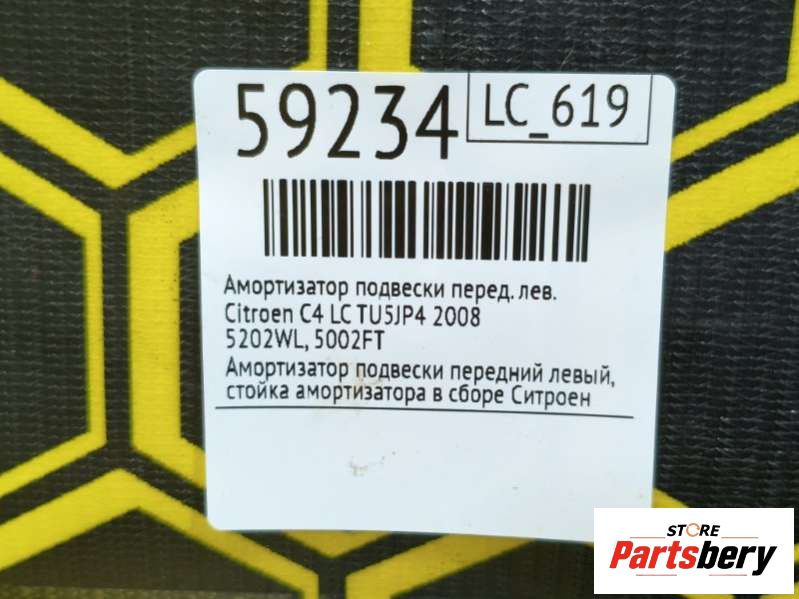 59234
LC_619
Амортизатор подвески перед. лев.
Citroen C4 LC TU5JP4 2008
5202WL, 5002FT
Амортизатор подвески передний левый,
стойка амортизатора в сборе Ситроен
STORE
Partsbery